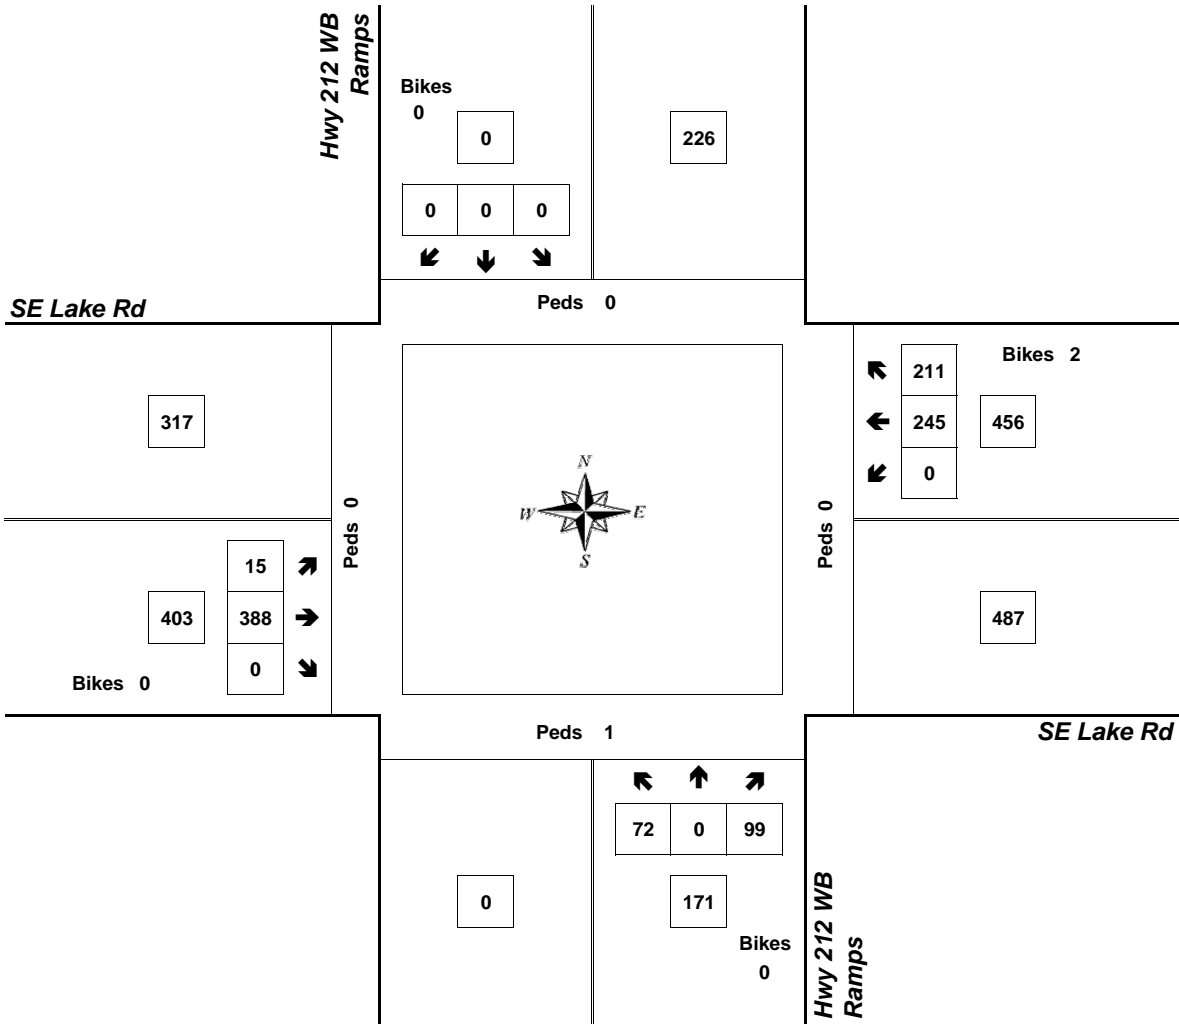 Hwy 212 WB
Ramps
Bikes
0
0
226
0 0 0
SE Lake Rd
Peds 0
317
211
245
0
456
Bikes 2
N
W E
S
Peds 0
Peds 0
403
15
388
0
Bikes 0
487
Peds 1
SE Lake Rd
72 0 99
0
171
Bikes
0
Hwy 212 WB
Ramps